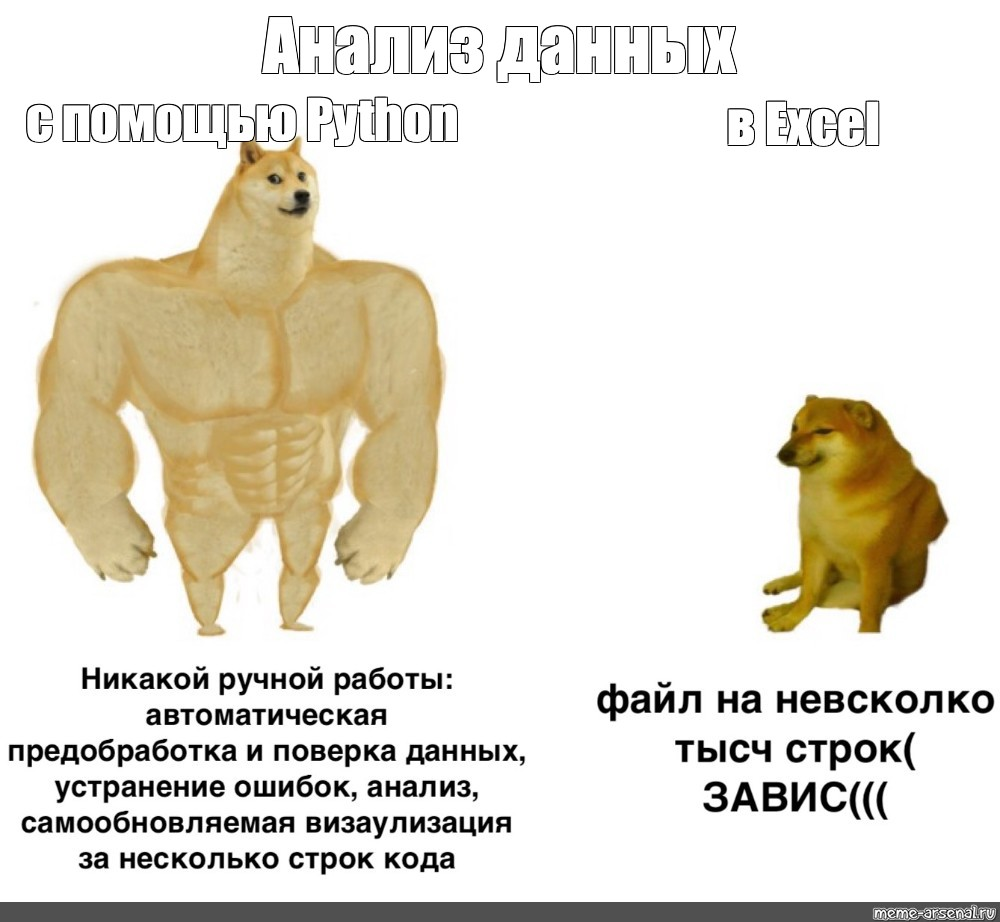 Анализ данных
с помощью Python
в Excel
Никакой ручной работы:
автоматическая
предобработка и поверка данных,
устранение ошибок, анализ,
самообновляемая визаулизация
за несколько строк кода
файл на невсколко
тысч строк(
ЗАВИС(((
meme-arsenal.ru